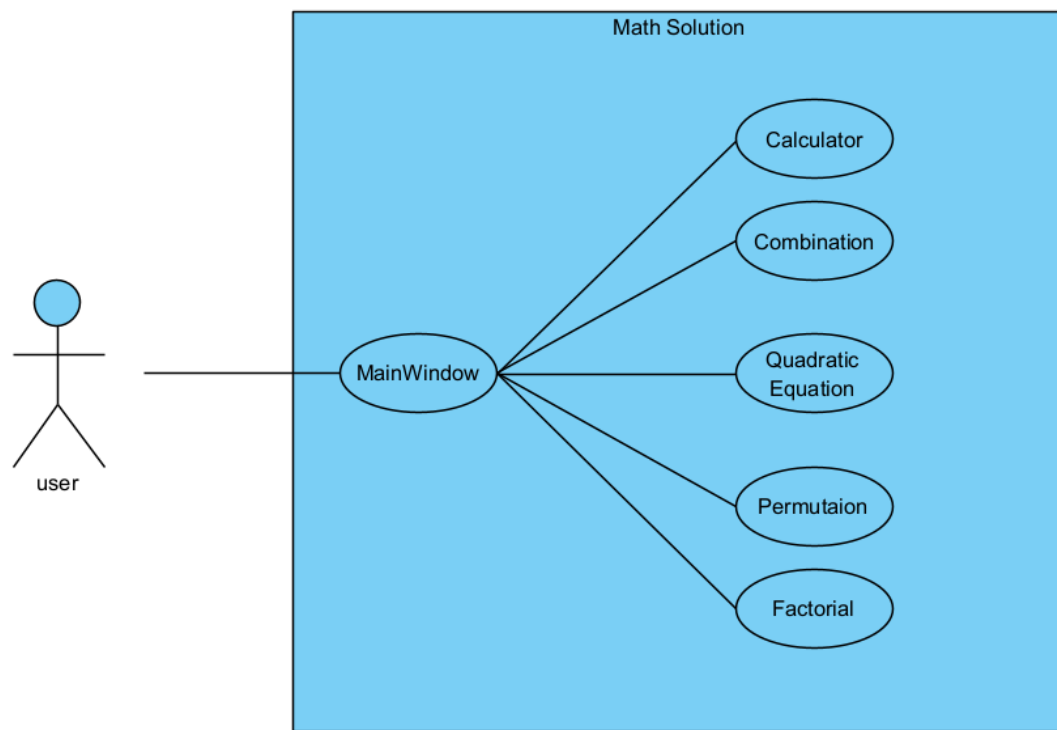 Math Solution
Calculator
Combination
MainWindow
Quadratic
Equation
user
Permutaion
Factorial